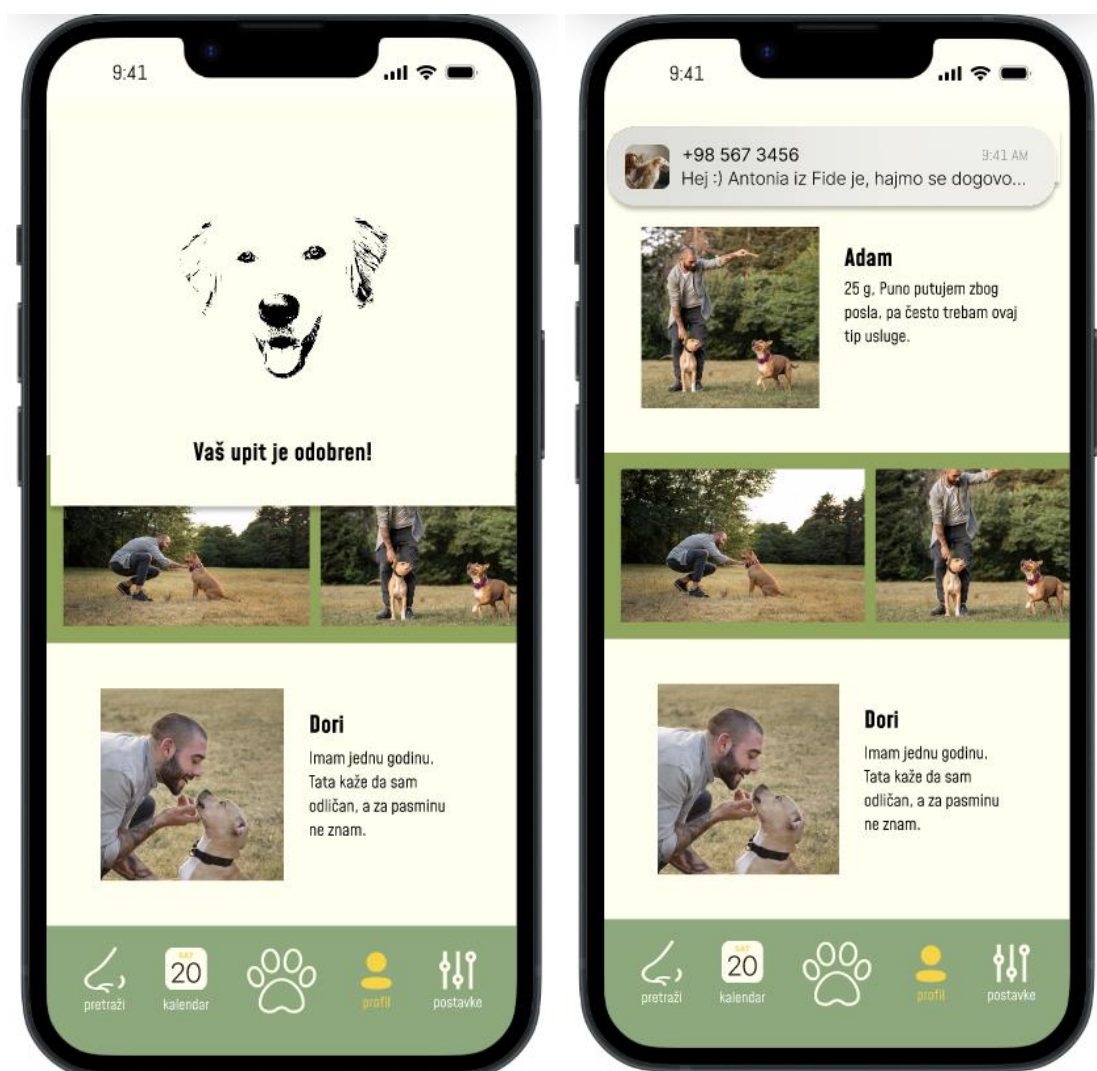 9:41
Vaš upit je odobren!
Dori
Imam jednu godinu.
Tata kaže da sam
odličan, a za pasminu
ne znam.
pretraži
SAT
20
kalendar
profil
postavke
9:41
+98 567 3456
9:41 AM
Hej :) Antonia iz Fide je, hajmo se dogovo...
Adam
25 g, Puno putujem zbog
posla, pa često trebam ovaj
tip usluge.
Dori
Imam jednu godinu.
Tata kaže da sam
odličan, a za pasminu
ne znam.
pretraži
SAT
20
kalendar
profil
postavke